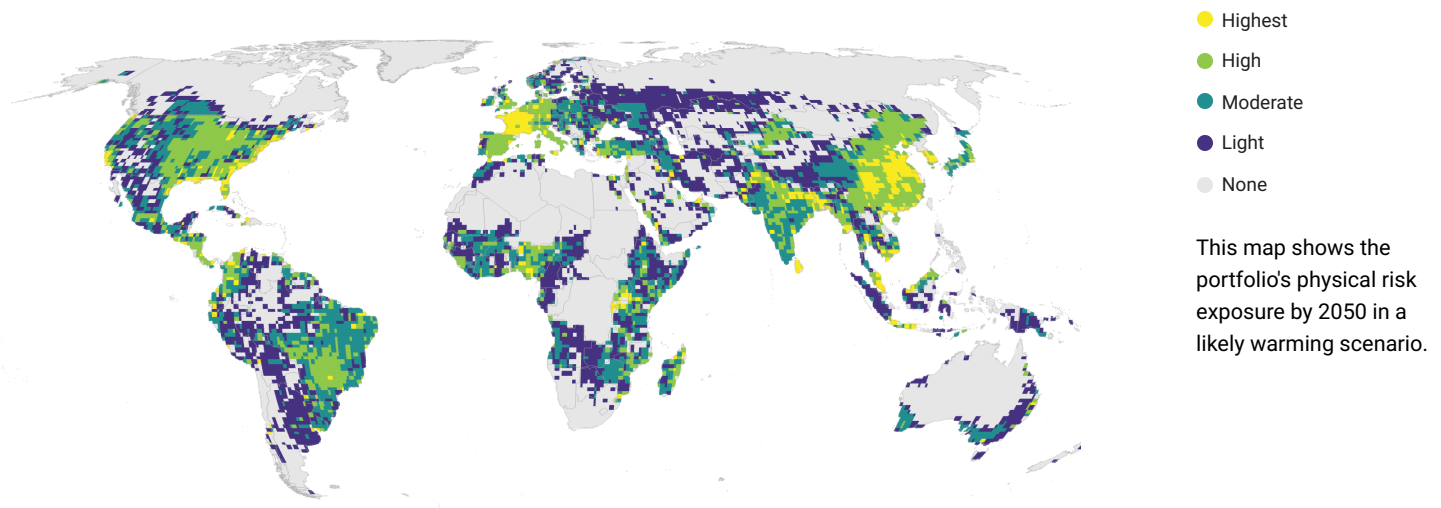 Highest
High
Moderate
Light
None
This map shows the
portfolio's physical risk
exposure by 2050 in a
likely warming scenario.